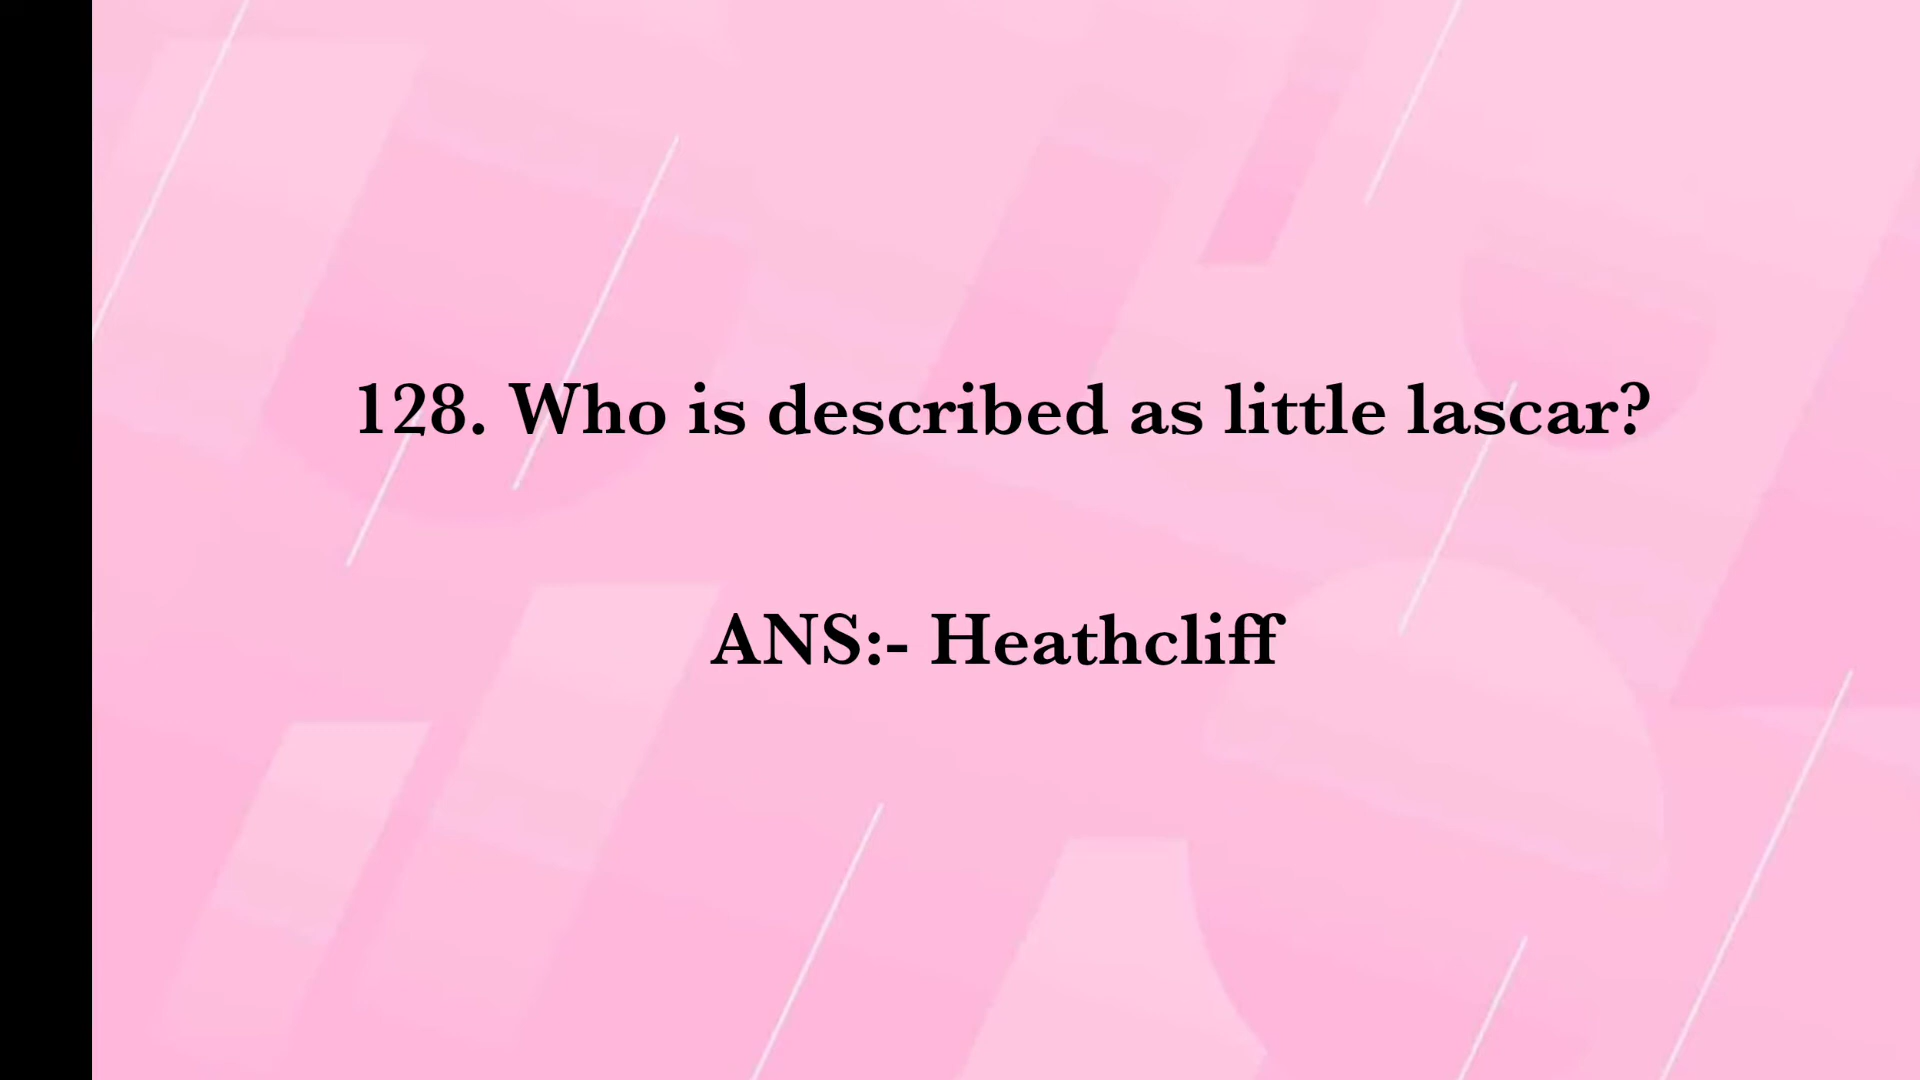 128. Who is described as little lascar?
ANS:- Heathcliff